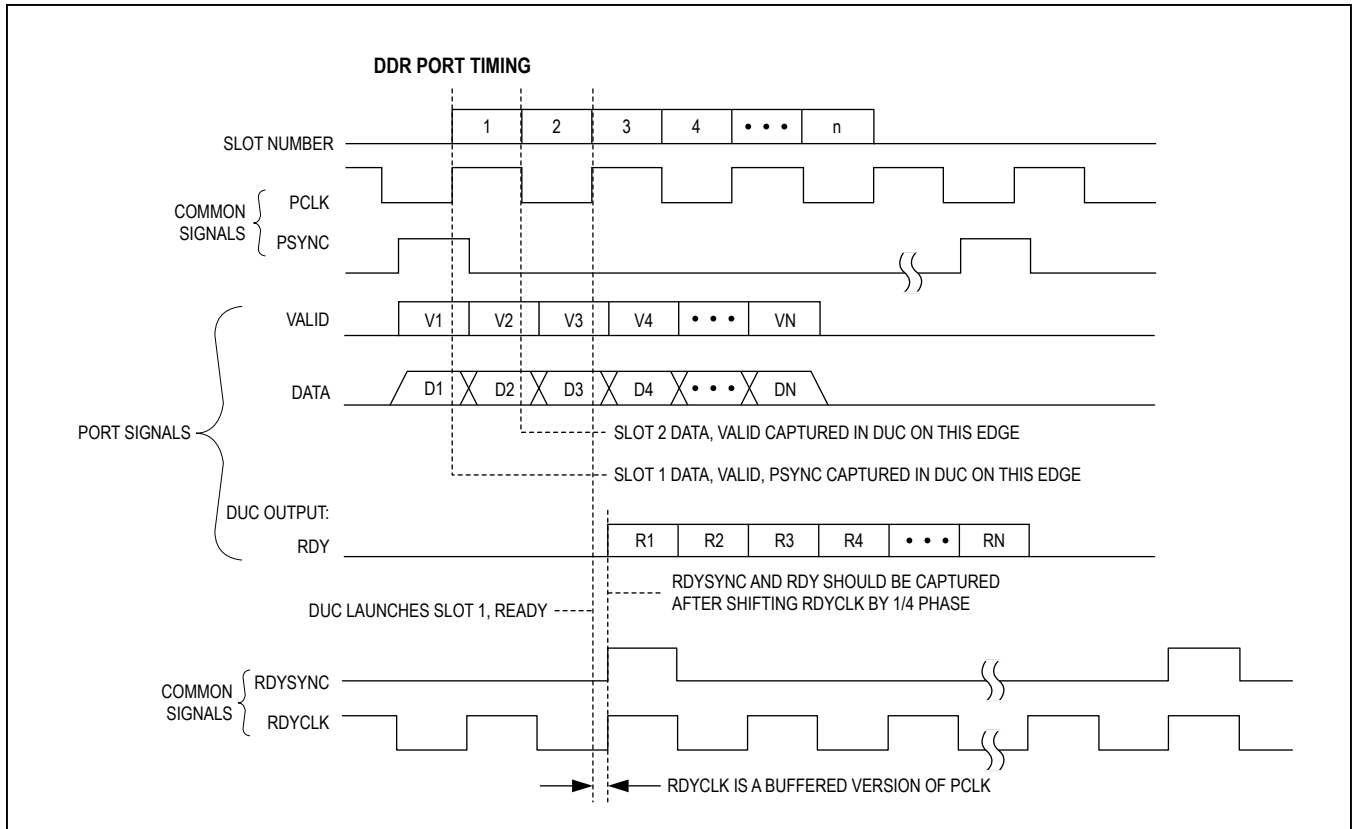 DDR PORT TIMING
SLOT NUMBER
1 2 3 4 • • • n
COMMON
SIGNALS
PCLK
PSYNC
PORT SIGNALS
VALID
V1 V2 V3 V4 • • • VN
DATA
D1 D2 D3 D4 • • • DN
SLOT 2 DATA, VALID CAPTURED IN DUC ON THIS EDGE
SLOT 1 DATA, VALID, PSYNC CAPTURED IN DUC ON THIS EDGE
DUC OUTPUT:
RDY
R1 R2 R3 R4 • • • RN
RDYSYNC AND RDY SHOULD BE CAPTURED
AFTER SHIFTING RDYCLK BY 1/4 PHASE
DUC LAUNCHES SLOT 1, READY
COMMON
SIGNALS
RDYSYNC
RDYCLK
RDYCLK IS A BUFFERED VERSION OF PCLK